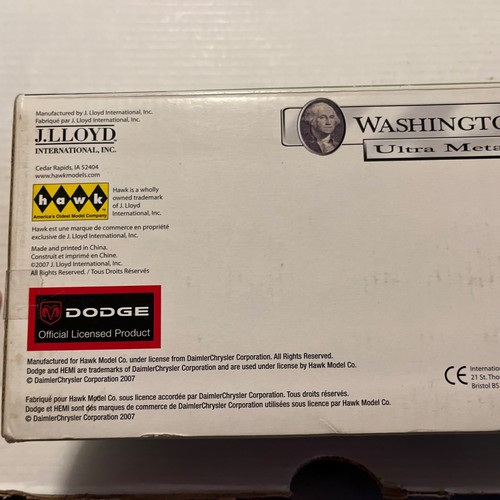 Manufactured by J. Lloyd International, Inc.
Fabriqué par J. Lloyd International, Inc.
J.LLOYD
INTERNATIONAL, INC.
Cedar Rapids, IA 52404
www.hawkmodels.com
hawk
America's Oldest Model Company
Hawk is a wholly
owned trademark
of J. Lloyd
International, Inc.
Hawk est une marque de commerce en propriété
exclusive de J. Lloyd International, Inc.
Made and printed in China.
Construit et imprimé en Chine.
©2007 J. Lloyd International, Inc.
All Rights Reserved. / Tous Droits Réservés
DODGE
Official Licensed Product
Manufactured for Hawk Model Co. under license from DaimlerChrysler Corporation. All Rights Reserved.
Dodge and HEMI are trademarks of DaimlerChrysler Corporation and are used under license by Hawk Model Co.
© DaimlerChrysler Corporation 2007
Fabriqué pour Hawk Model Co. sous licence accordée par DaimlerChrysler Corporation. Tous droits réservés.
Dodge et HEMI sont dés marques de commerce de DaimlerChrysler Corporation utilisées sous licence par Hawk Model Co.
© DaimlerChrysler Corporation 2007
WASHINGTO
Ultra Meta
CE
Internation
21 St. Tho
Bristol BS